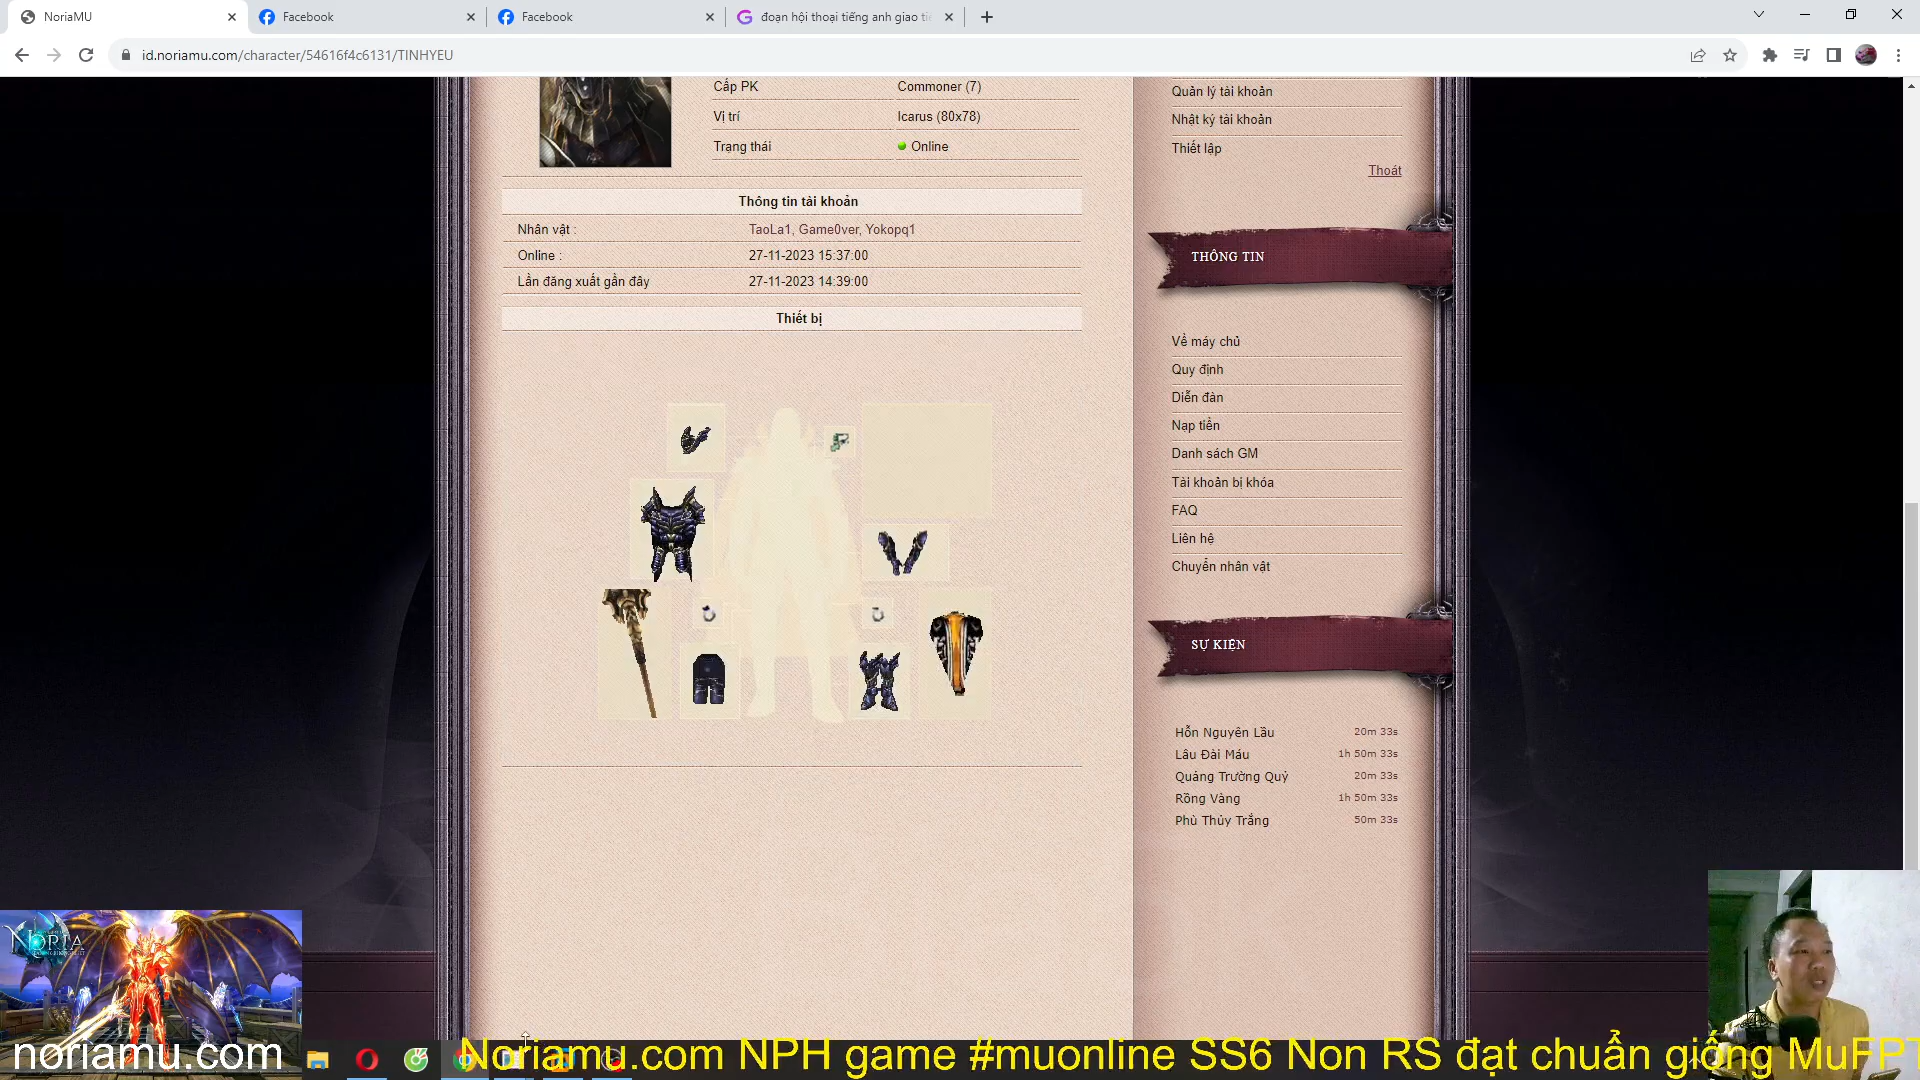 NoriaMU
Facebook
Facebook
đoạn hội thoại tiếng anh giao ti
id.noriamu.com/character/54616f4c6131/TINHYEU
Cấp PK Commoner (7)
Vị trí Icarus (80x78)
Trạng thái Online
Thông tin tài khoản
Nhân vật : TaoLa1, Game0ver, Yokopq1
Online : 27-11-2023 15:37:00
Lần đăng xuất gần đây 27-11-2023 14:39:00
Thiết bị
Quản lý tài khoản
Nhật ký tài khoản
Thiết lập
Thoát
THÔNG TIN
Về máy chủ
Quy định
Diễn đàn
Nạp tiền
Danh sách GM
Tài khoản bị khóa
FAQ
Liên hệ
Chuyển nhân vật
SỰ KIỆN
Hỗn Nguyên Lầu 20m 33s
Lâu Đài Máu 1h 50m 33s
Quảng Trường Quỷ 20m 33s
Rồng Vàng 1h 50m 33s
Phù Thủy Trắng 50m 33s
NORIA
noriamu.com
Noriamu.com NPH game #muonline SS6 Non RS đạt chuẩn giống MuFPT